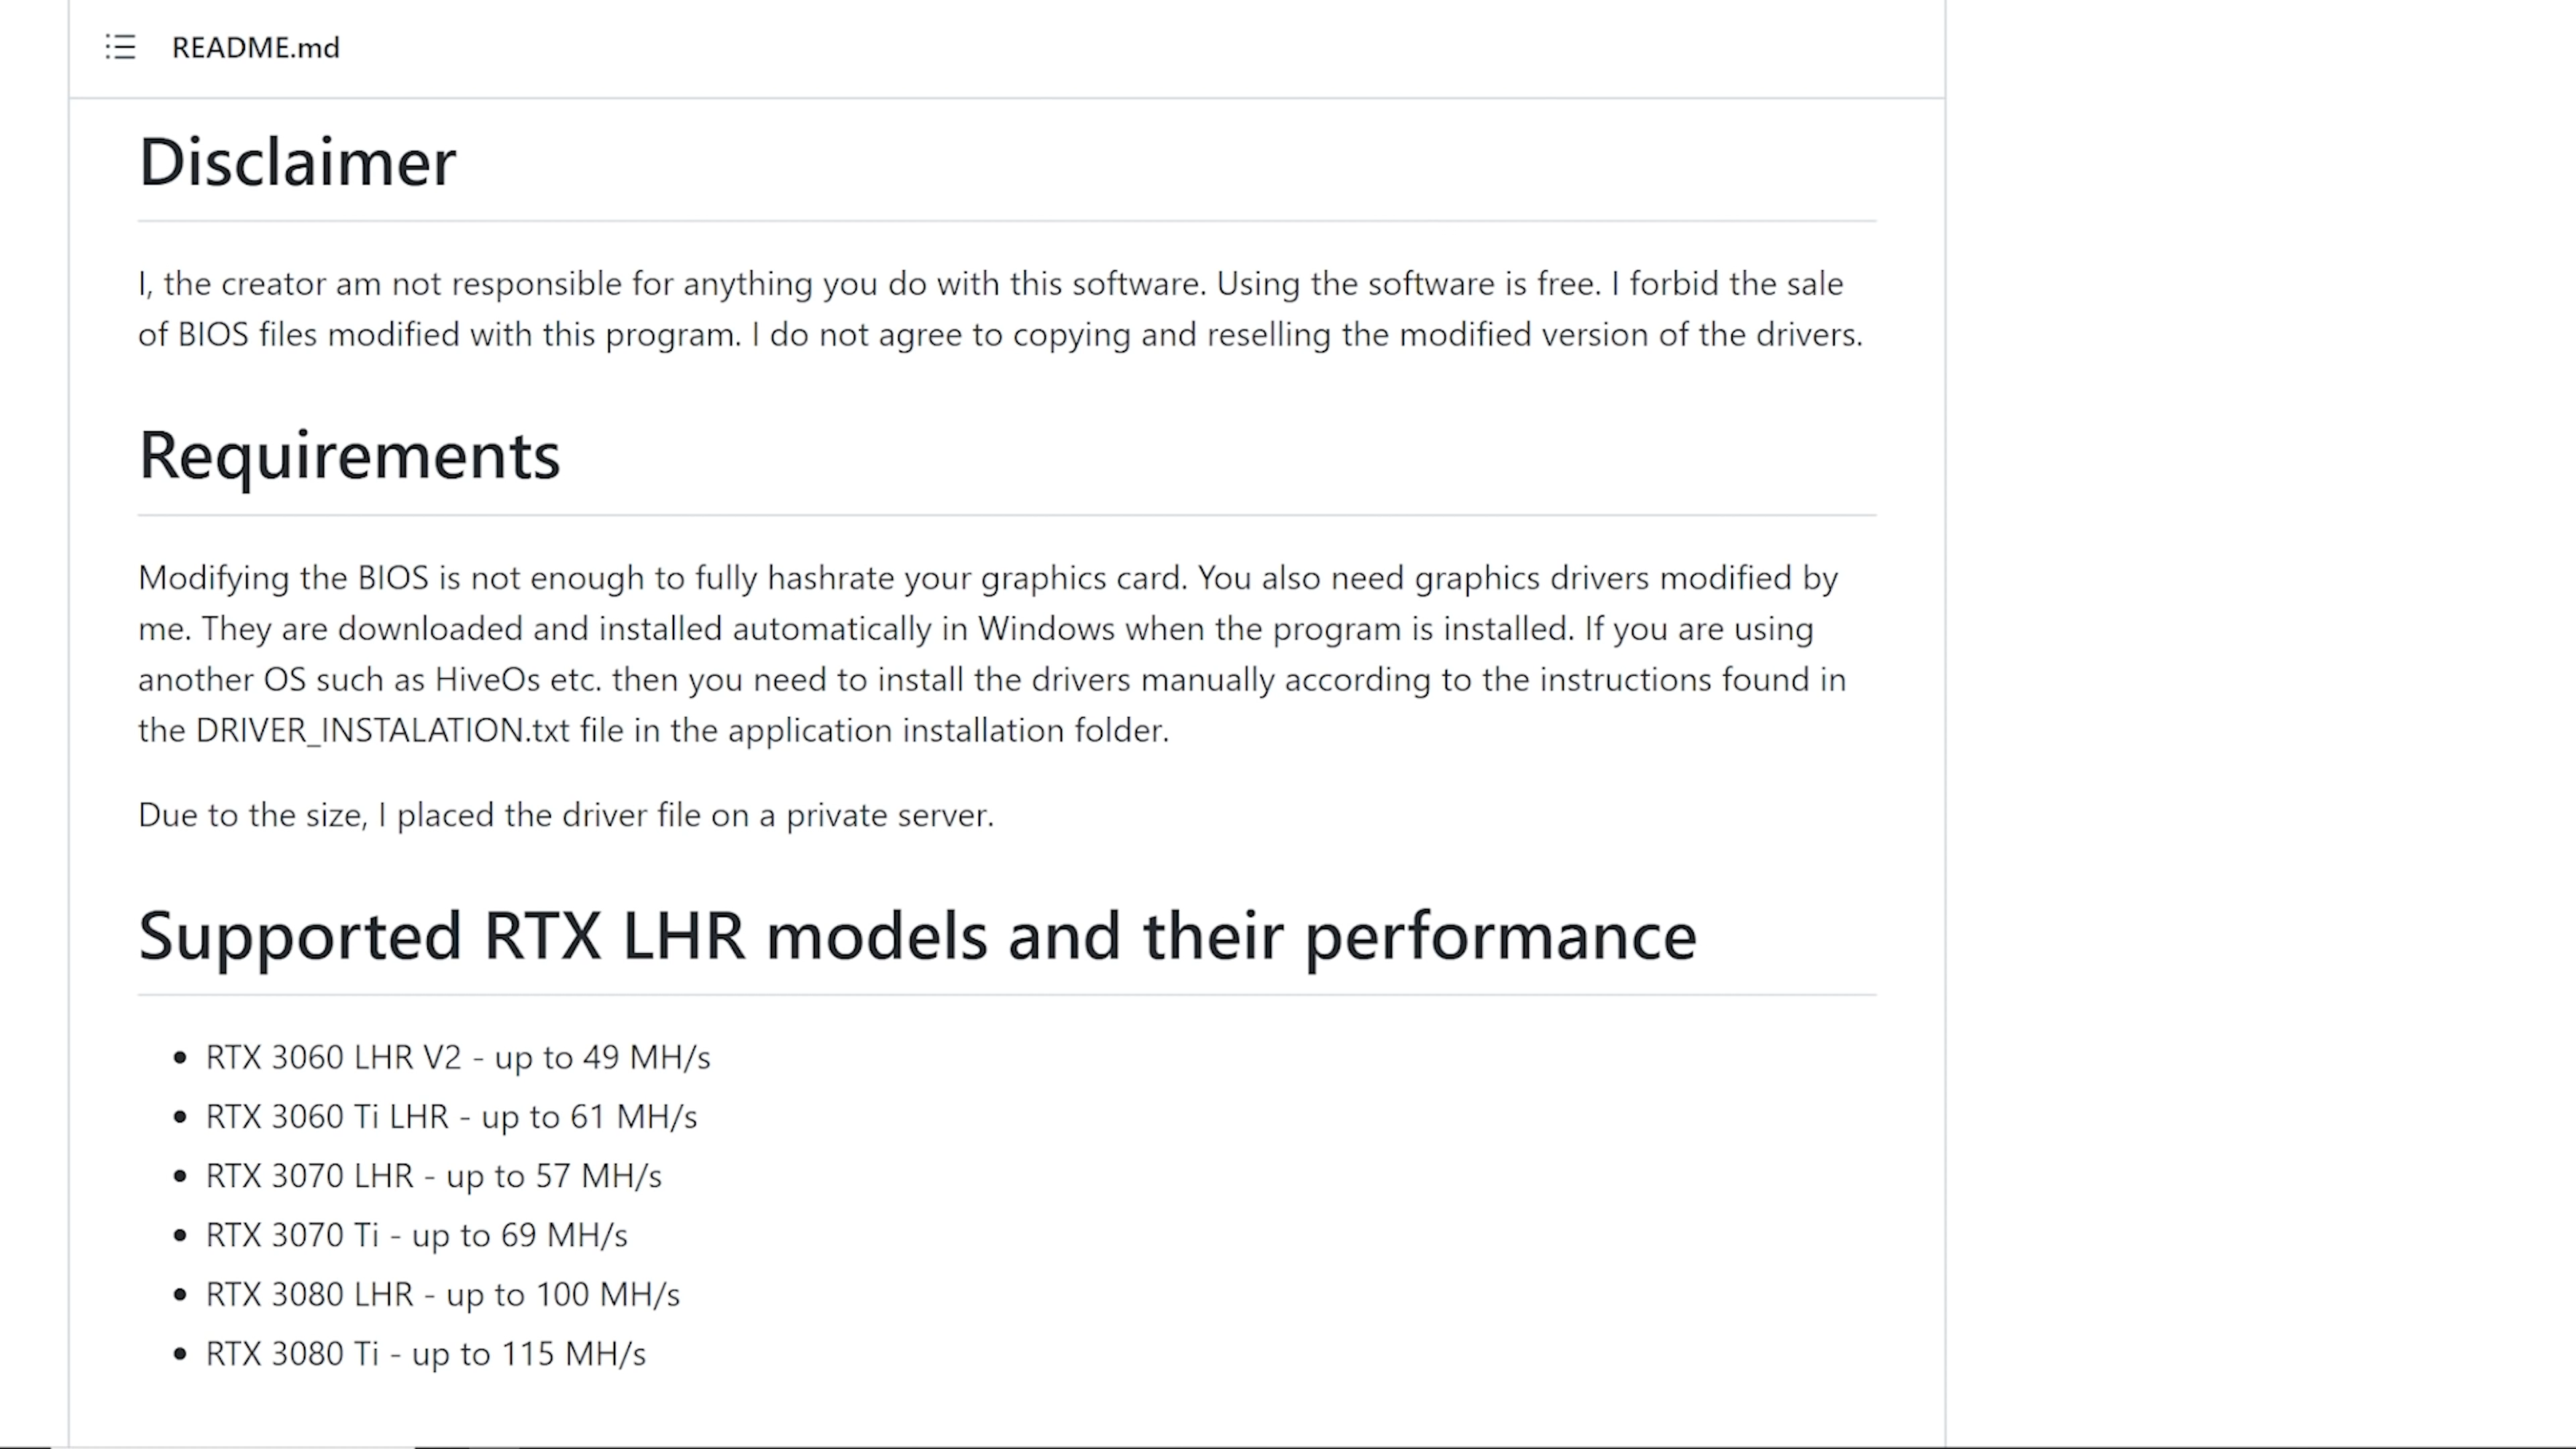 README.md
Disclaimer
I, the creator am not responsible for anything you do with this software. Using the software is free. I forbid the sale
of BIOS files modified with this program. I do not agree to copying and reselling the modified version of the drivers.
Requirements
Modifying the BIOS is not enough to fully hashrate your graphics card. You also need graphics drivers modified by
me. They are downloaded and installed automatically in Windows when the program is installed. If you are using
another OS such as HiveOs etc. then you need to install the drivers manually according to the instructions found in
the DRIVER_INSTALATION.txt file in the application installation folder.
Due to the size, I placed the driver file on a private server.
Supported RTX LHR models and their performance
• RTX 3060 LHR V2 - up to 49 MH/s
• RTX 3060 Ti LHR - up to 61 MH/s
• RTX 3070 LHR - up to 57 MH/s
• RTX 3070 Ti - up to 69 MH/s
• RTX 3080 LHR - up to 100 MH/s
• RTX 3080 Ti - up to 115 MH/s